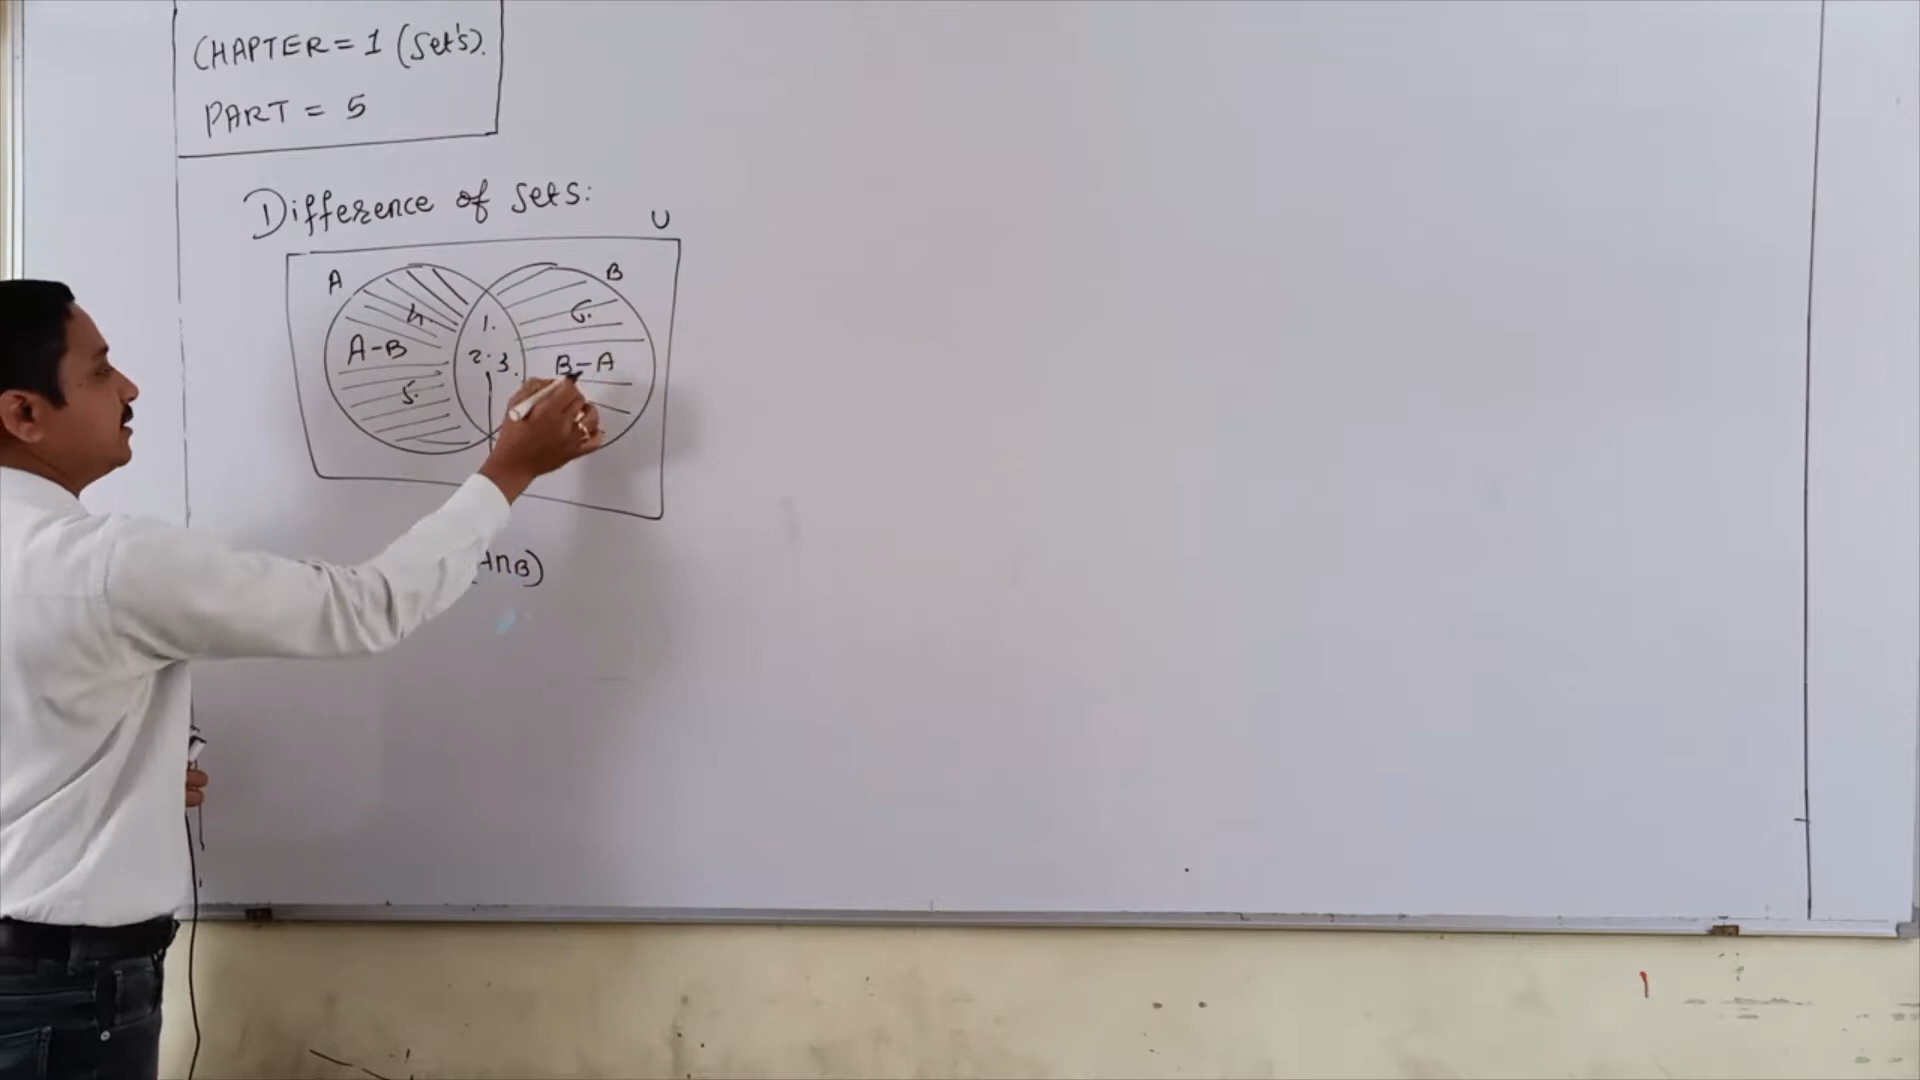 CHAPTER = 1 (Set's).
PART = 5
Difference of Sets:
U
A
B
4. 1. 6.
A-B 2. 3. B-A
5.
(A∩B)